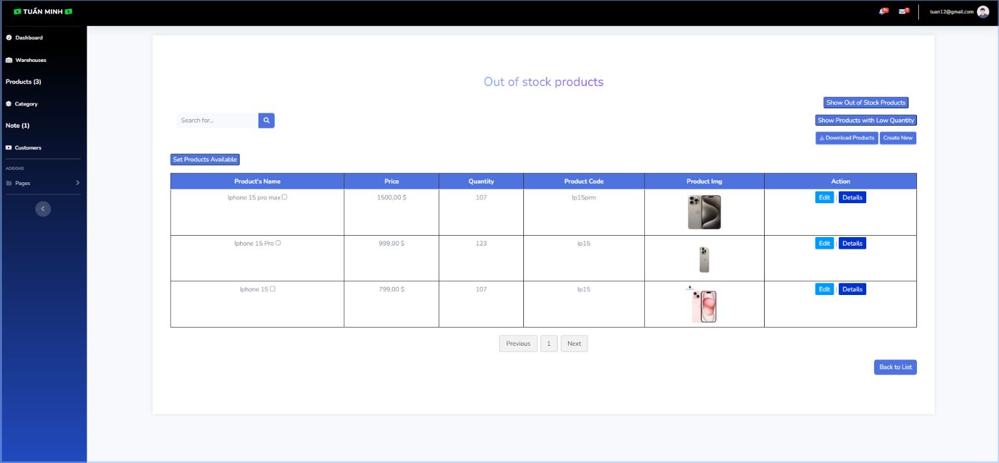 TUẤN MINH
3+
7
tuan12@gmail.com
Dashboard
Warehouses
Products (3)
Category
Note (1)
Customers
ADDONS
Pages
Out of stock products
Show Out of Stock Products
Search for...
Show Products with Low Quantity
Download Products Create New
Set Products Available
Product's Name Price Quantity Product Code Product Img Action
Iphone 15 pro max 1500,00 $ 107 Ip15prm Edit | Details
Iphone 15 Pro 999,00 $ 123 ip15 Edit | Details
Iphone 15 799,00 $ 107 Ip15 Edit | Details
Previous 1 Next
Back to List